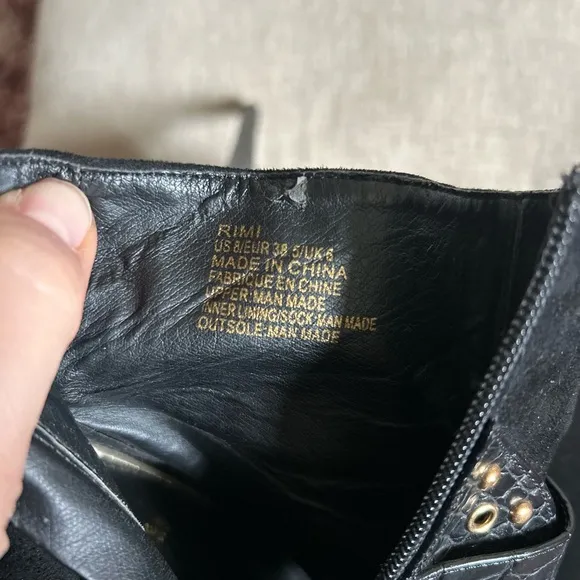 RIMI
US 8/EUR 38 5/UK 6
MADE IN CHINA
FABRIQUE EN CHINE
UPPER:MAN MADE
INNER LINING/SOCK:MAN MADE
OUTSOLE:MAN MADE